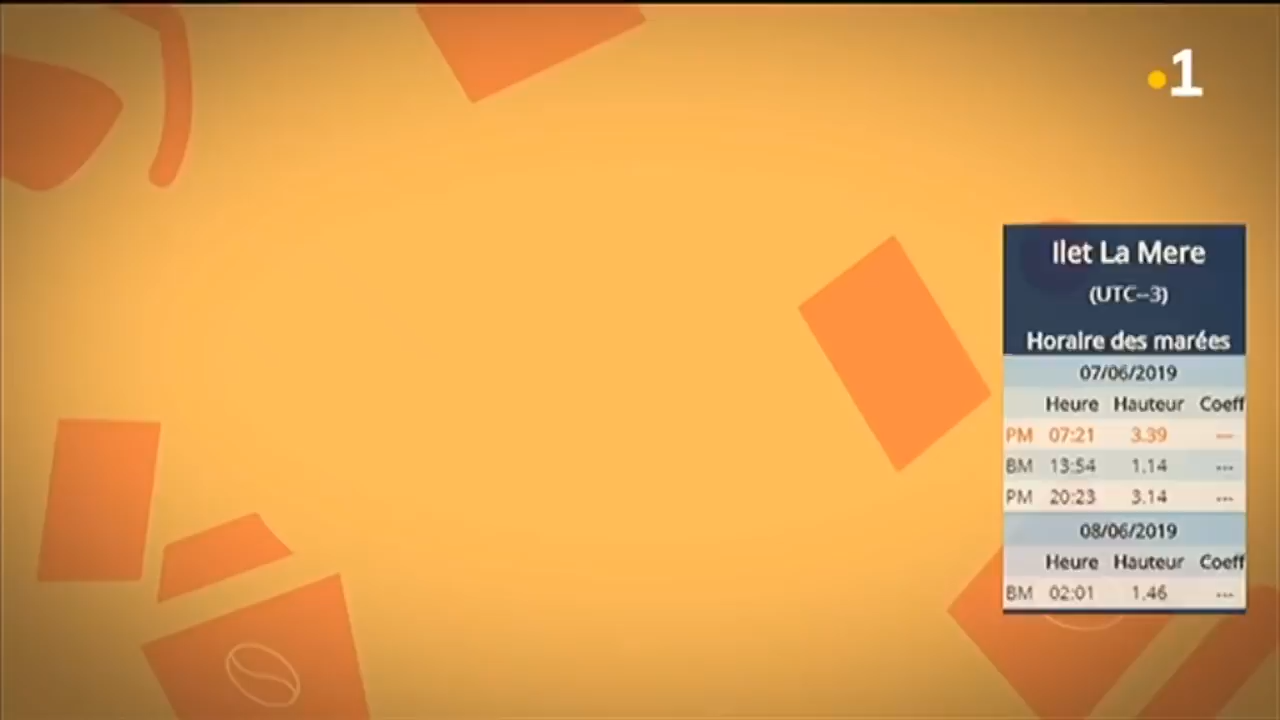 1
Ilet La Mere
(UTC--3)
Horaire des marées
07/06/2019
Heure Hauteur Coeff
PM 07:21 3.39 ---
BM 13:54 1.14 ---
PM 20:23 3.14 ---
08/06/2019
Heure Hauteur Coeff
BM 02:01 1.46 ---